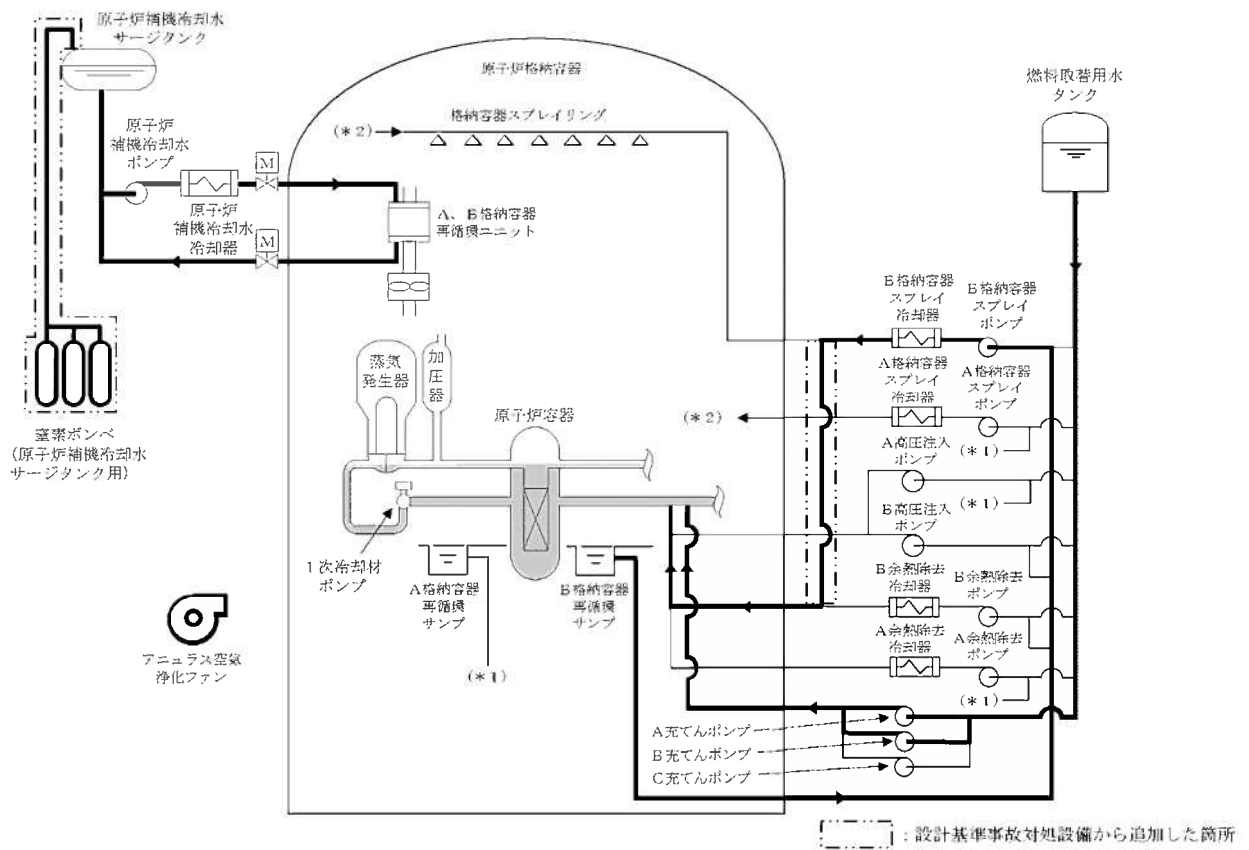 原子炉補機冷却水
サージタンク
原子炉格納容器
燃料取替用水
タンク
格納容器スプレイリング
(*2)
原子炉
補機冷却水
ポンプ
M
原子炉
補機冷却水
冷却器
M
A、B格納容器
再循環ユニット
B格納容器
スプレイ
冷却器
B格納容器
スプレイ
ポンプ
A格納容器
スプレイ
冷却器
A格納容器
スプレイ
ポンプ
(*2)
(*1)
蒸気
発生器
加
圧
器
原子炉容器
窒素ボンベ
(原子炉補機冷却水
サージタンク用)
A高圧注入
ポンプ
(*1)
B高圧注入
ポンプ
1次冷却材
ポンプ
A格納容器
再循環
サンプ
B格納容器
再循環
サンプ
(*1)
B余熱除去
冷却器
B余熱除去
ポンプ
A余熱除去
冷却器
A余熱除去
ポンプ
(*1)
アニュラス空気
浄化ファン
A充てんポンプ
B充てんポンプ
C充てんポンプ
:設計基準事故対処設備から追加した箇所